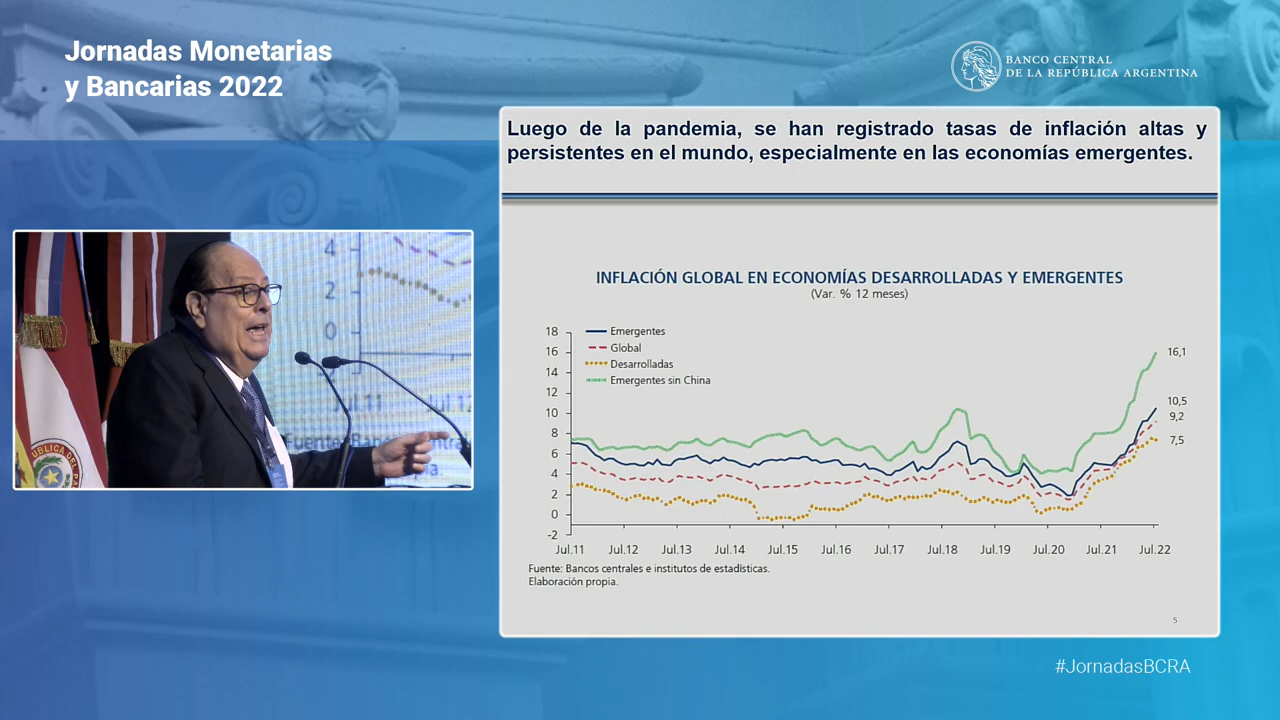 Jornadas Monetarias
y Bancarias 2022
BANCO CENTRAL
DE LA REPÚBLICA ARGENTINA
Luego de la pandemia, se han registrado tasas de inflación altas y
persistentes en el mundo, especialmente en las economías emergentes.
INFLACIÓN GLOBAL EN ECONOMÍAS DESARROLLADAS Y EMERGENTES
(Var. % 12 meses)
18
16
14
12
10
8
6
4
2
0
-2
Emergentes
Global
Desarrolladas
Emergentes sin China
16,1
10,5
9,2
7,5
Jul.11 Jul.12 Jul.13 Jul.14 Jul.15 Jul.16 Jul.17 Jul.18 Jul.19 Jul.20 Jul.21 Jul.22
Fuente: Bancos centrales e institutos de estadísticas.
Elaboración propia.
5
4
2
0
Jul.11
#JornadasBCRA